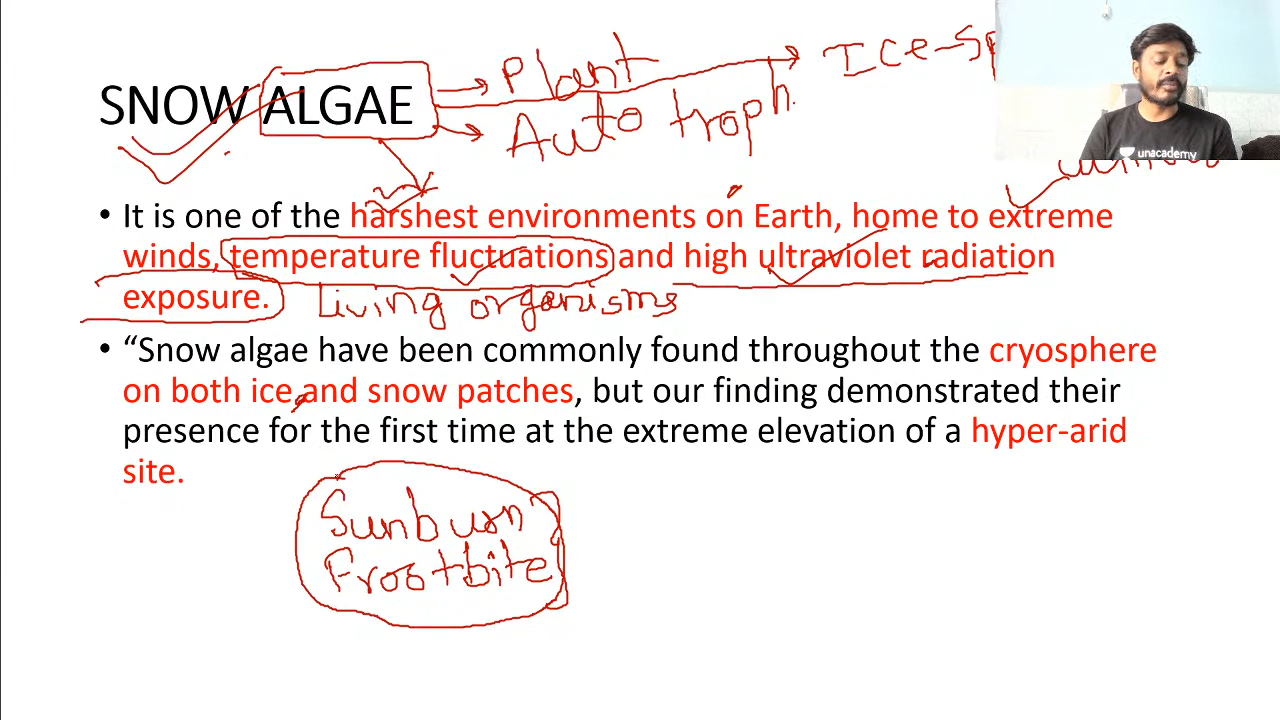 Plant
Ice-Sp
SNOW ALGAE
Autotroph.
unacademy
• It is one of the harshest environments on Earth, home to extreme
winds, temperature fluctuations and high ultraviolet radiation
exposure.
Living organisms
• “Snow algae have been commonly found throughout the cryosphere
on both ice and snow patches, but our finding demonstrated their
presence for the first time at the extreme elevation of a hyper-arid
site.
Sunburn
Frostbite